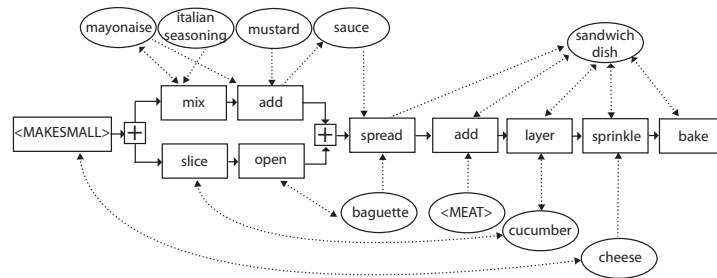 mayonaise
italian
seasoning
mustard
sauce
sandwich
dish
mix
add
<MAKESMALL>
+
+
spread
add
layer
sprinkle
bake
slice
open
baguette
<MEAT>
cucumber
cheese